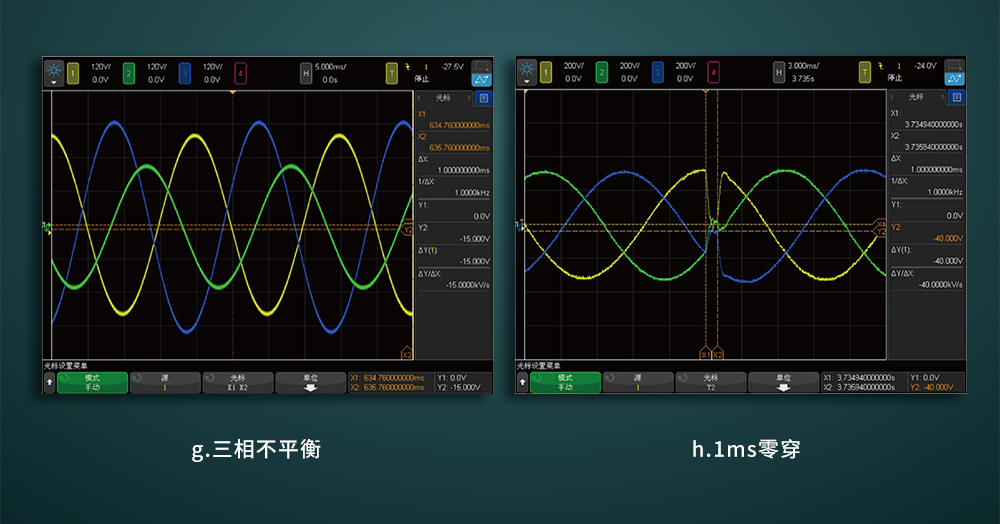 1
120V/
0.0V
2
120V/
0.0V
3
120V/
0.0V
4
H
5.000ms/
0.0s
T
1
停止
-27.5V
光标
X1:
634.760000000ms
X2:
635.760000000ms
ΔX:
1.000000000ms
1/ΔX:
1.0000kHz
Y1:
0.0V
Y2:
-15.000V
ΔY(1):
-15.000V
ΔY/ΔX:
-15.0000kV/s
Y2
X2
光标设置菜单
模式
手动
源
1
光标
X1 X2
单位
X1: 634.760000000ms
X2: 635.760000000ms
Y1: 0.0V
Y2: -15.000V
1
200V/
0.0V
2
200V/
0.0V
3
200V/
0.0V
4
H
3.000ms/
3.735s
T
1
停止
-24.0V
光标
X1:
3.734940000000s
X2:
3.735940000000s
ΔX:
1.000000000ms
1/ΔX:
1.0000kHz
Y1:
0.0V
Y2:
-40.000V
ΔY(1):
-40.000V
ΔY/ΔX:
-40.0000kV/s
Y2
X1 X2
光标设置菜单
模式
手动
源
1
光标
Y2
单位
X1: 3.734940000000s
X2: 3.735940000000s
Y1: 0.0V
Y2: -40.000V
g.三相不平衡
h.1ms零穿